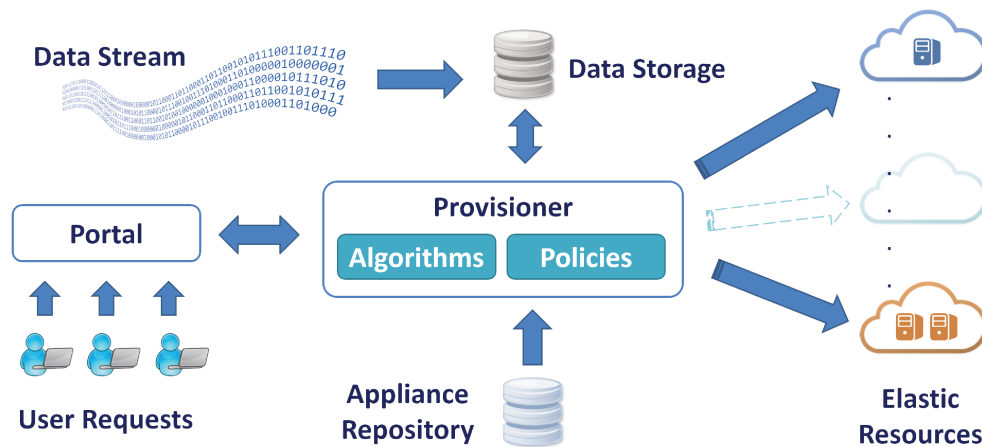 Data Stream
Data Storage
Provisioner
Portal
Algorithms
Policies
User Requests
Appliance
Repository
Elastic
Resources